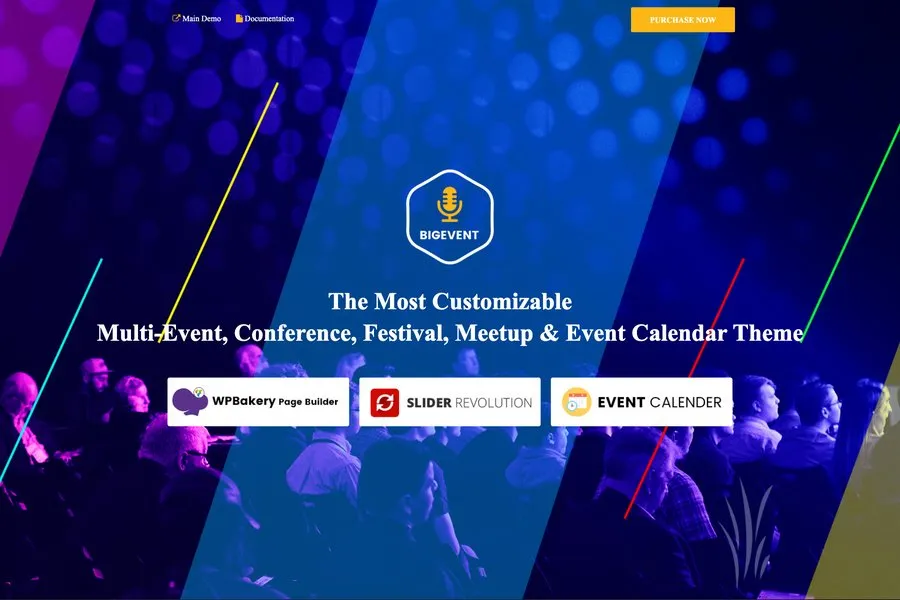 Main Demo
Documentation
PURCHASE NOW
BIGEVENT
The Most Customizable
Multi-Event, Conference, Festival, Meetup & Event Calendar Theme
WPBakery Page Builder
SLIDER REVOLUTION
EVENT CALENDER